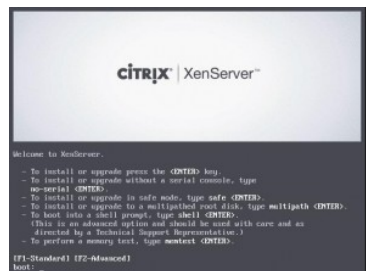 CITRIX XenServer™
Welcome to XenServer.
- To install or upgrade press the <ENTER> key.
- To install or upgrade without a serial console, type
no-serial <ENTER>.
- To install or upgrade in safe mode, type safe <ENTER>.
- To install or upgrade to a multipathed root disk, type multipath <ENTER>.
- To boot into a shell prompt, type shell <ENTER>.
(This is an advanced option and should be used with care and as
directed by a Technical Support Representative.)
- To perform a memory test, type memtest <ENTER>.
[F1-Standard] [F2-Advanced]
boot: